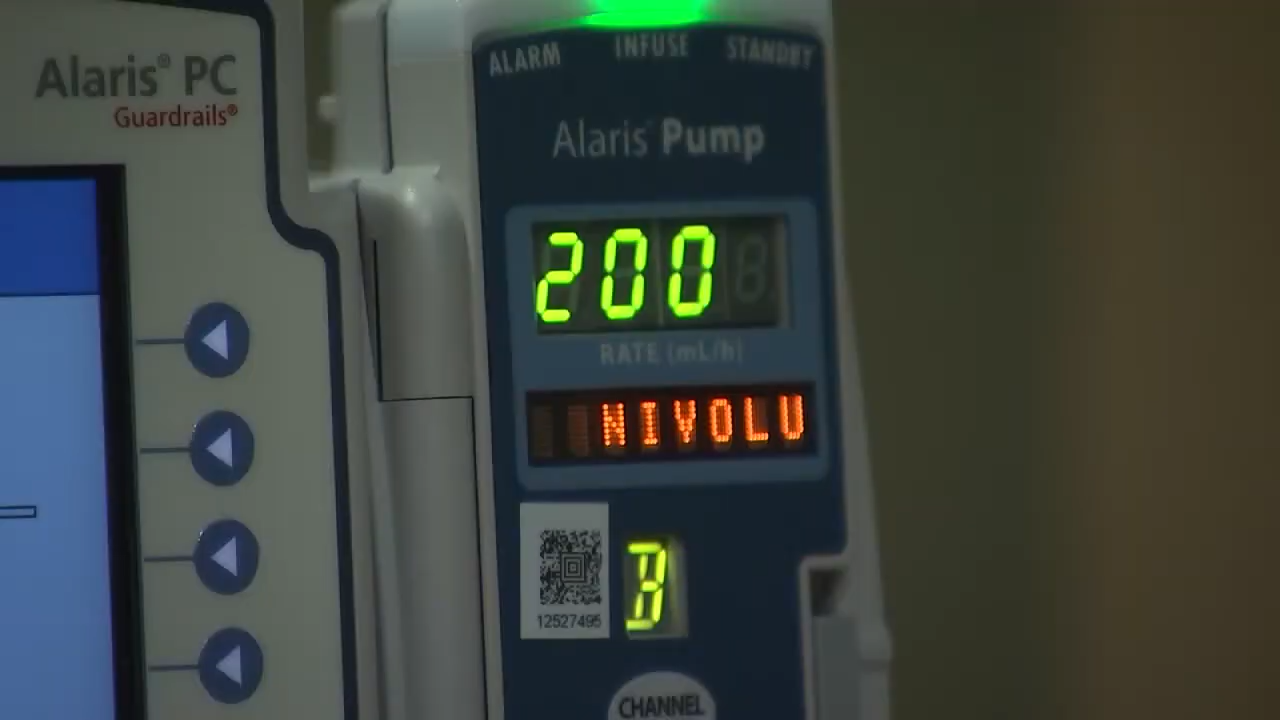 Alaris® PC
Guardrails®
ALARM INFUSE STANDBY
Alaris® Pump
200
RATE (mL/h)
NIVOLU
12527495
B
CHANNEL